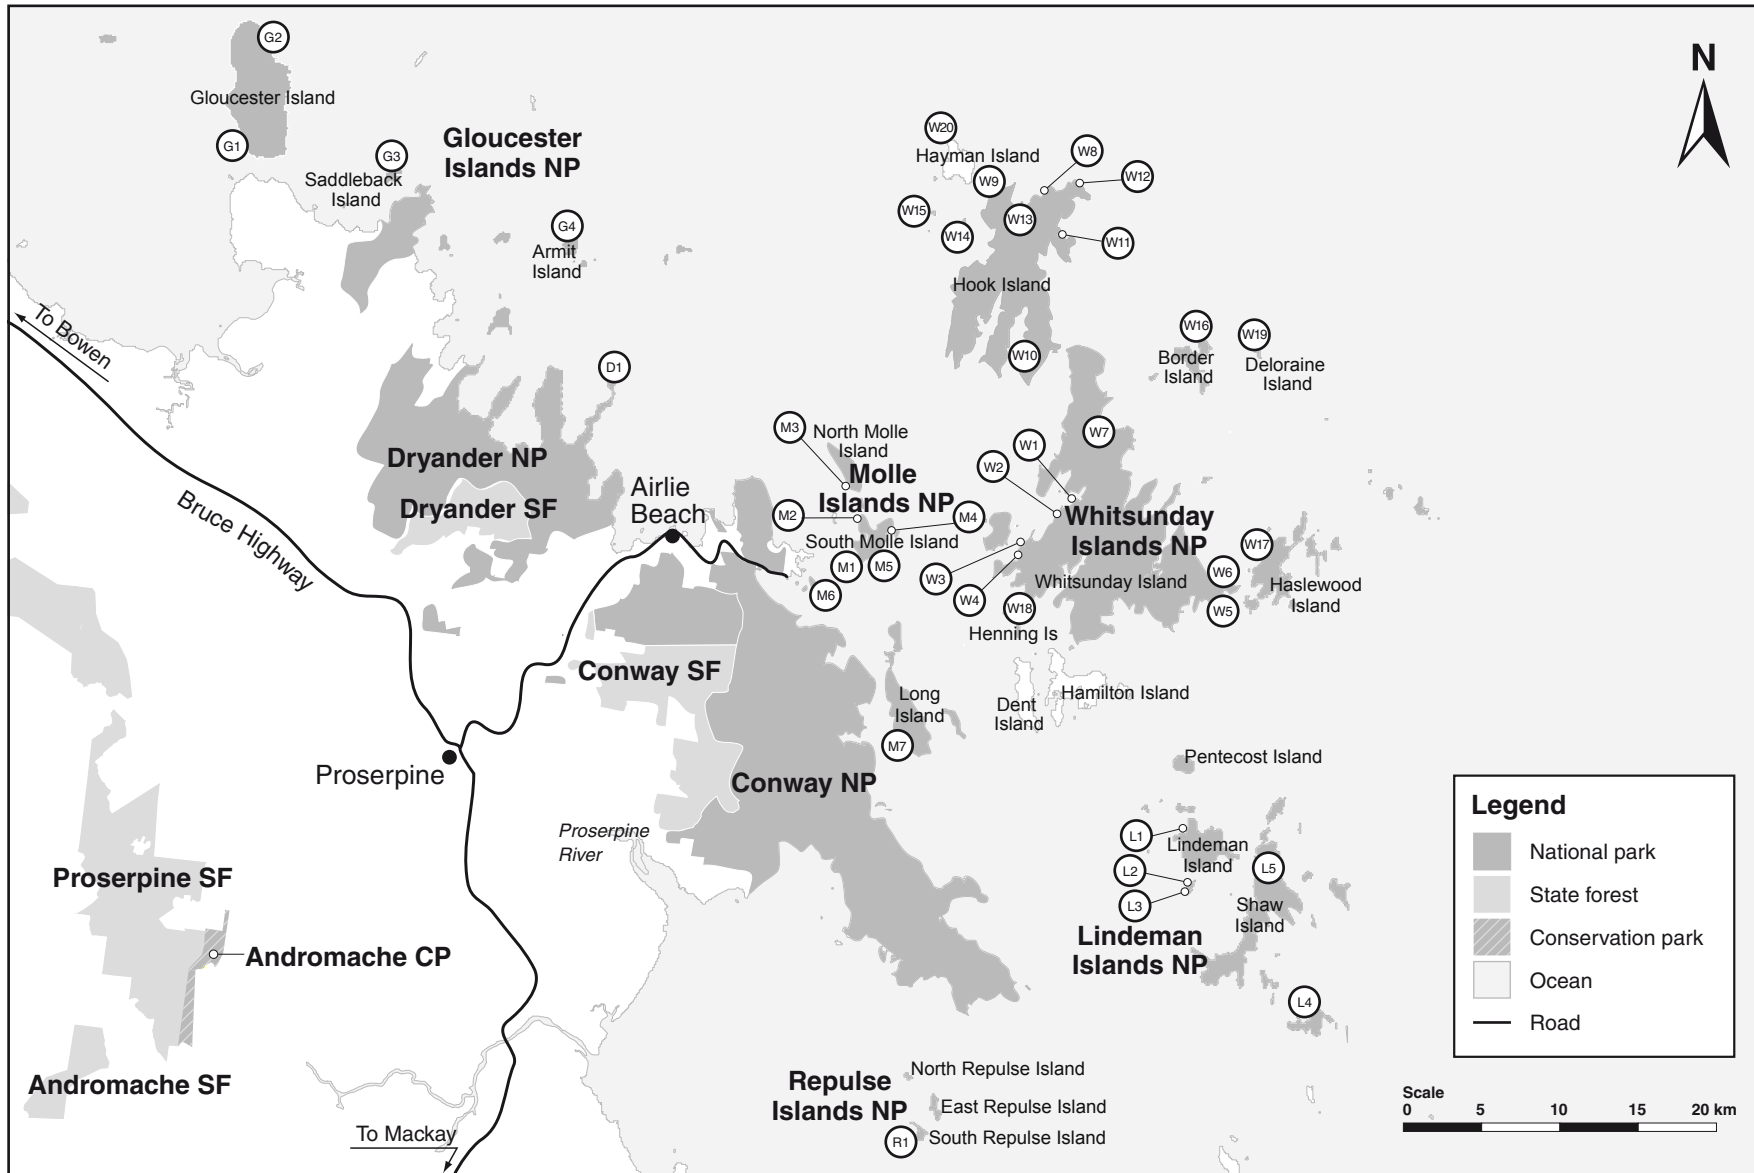 G2
Gloucester Island
G1
G3
Saddleback
Island
Gloucester
Islands NP
G4
Armit
Island
W20
Hayman Island
W9
W8
W12
W15
W14
W13
W11
Hook Island
W10
W16
Border
Island
W19
Deloraine
Island
N
To Bowen
Bruce Highway
D1
Dryander NP
Dryander SF
Airlie
Beach
M3
North Molle
Island
Molle
Islands NP
M2
M4
South Molle Island
M1
M5
M6
W1
W2
W7
Whitsunday
Islands NP
W3
W4
Whitsunday Island
W18
Henning Is
W17
W6
W5
Haslewood
Island
Conway SF
Long
Island
M7
Dent
Island
Hamilton Island
Proserpine
Conway NP
Pentecost Island
Proserpine
River
L1
Lindeman
Island
L2
L3
L5
Shaw
Island
Lindeman
Islands NP
L4
Proserpine SF
Andromache CP
Andromache SF
To Mackay
Repulse
Islands NP
North Repulse Island
East Repulse Island
R1
South Repulse Island
Legend
National park
State forest
Conservation park
Ocean
Road
Scale
0 5 10 15 20 km